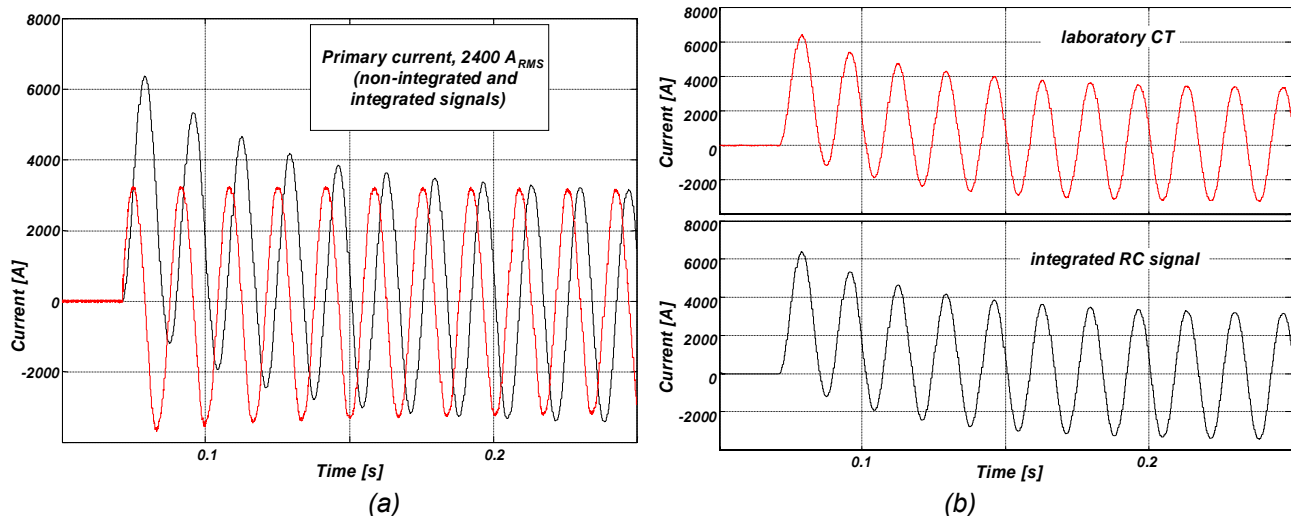 8000
6000
4000
2000
0
-2000
Current [A]
Primary current, 2400 A_RMS
(non-integrated and
integrated signals)
0.1
0.2
Time [s]
(a)
8000
6000
4000
2000
0
-2000
Current [A]
laboratory CT
8000
6000
4000
2000
0
-2000
Current [A]
integrated RC signal
0.1
0.2
Time [s]
(b)